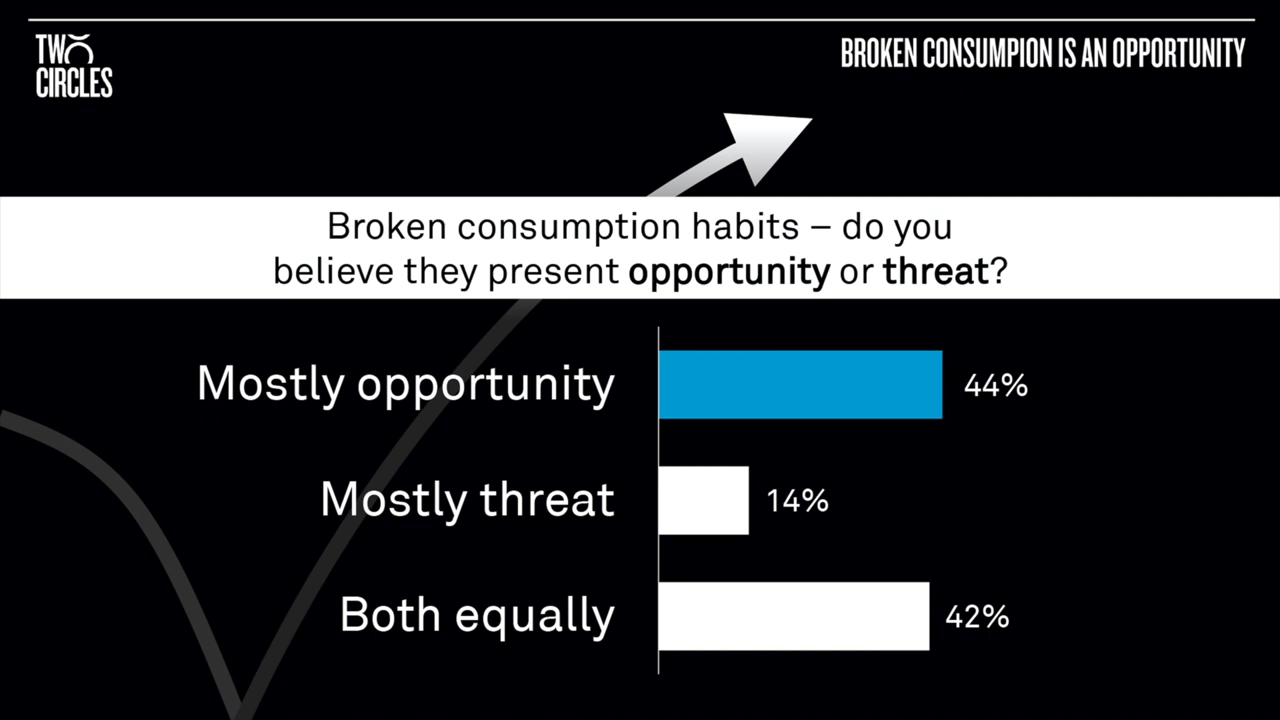 TWO
CIRCLES
BROKEN CONSUMPION IS AN OPPORTUNITY
Broken consumption habits – do you
believe they present opportunity or threat?
Mostly opportunity 44%
Mostly threat 14%
Both equally 42%